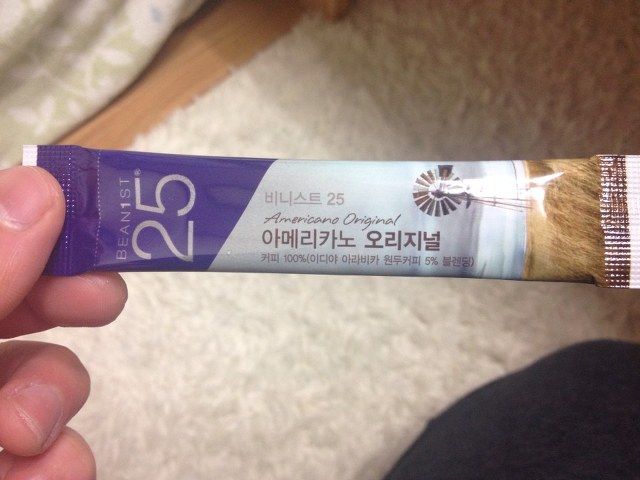 BEAN1ST®
25
비니스트 25
Americano Original
아메리카노 오리지널
커피 100%(이디야 아라비카 원두커피 5% 블렌딩)